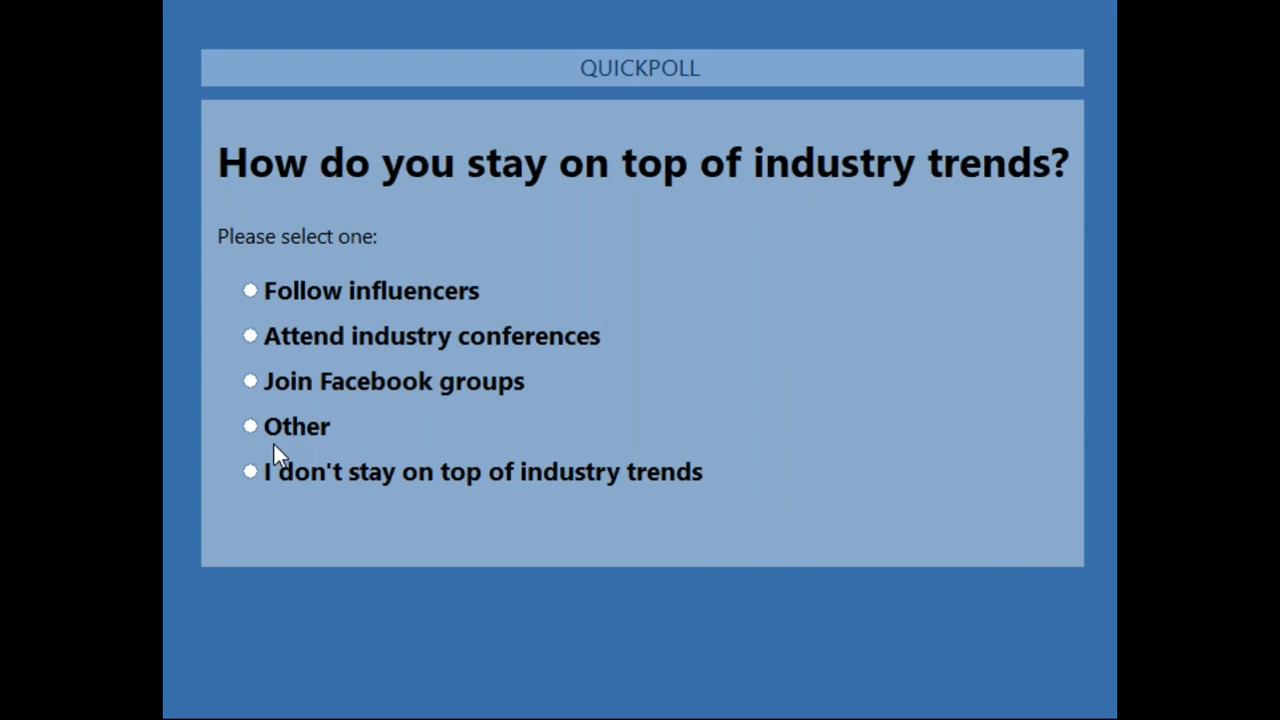 QUICKPOLL
How do you stay on top of industry trends?
Please select one:
Follow influencers
Attend industry conferences
Join Facebook groups
Other
I don't stay on top of industry trends